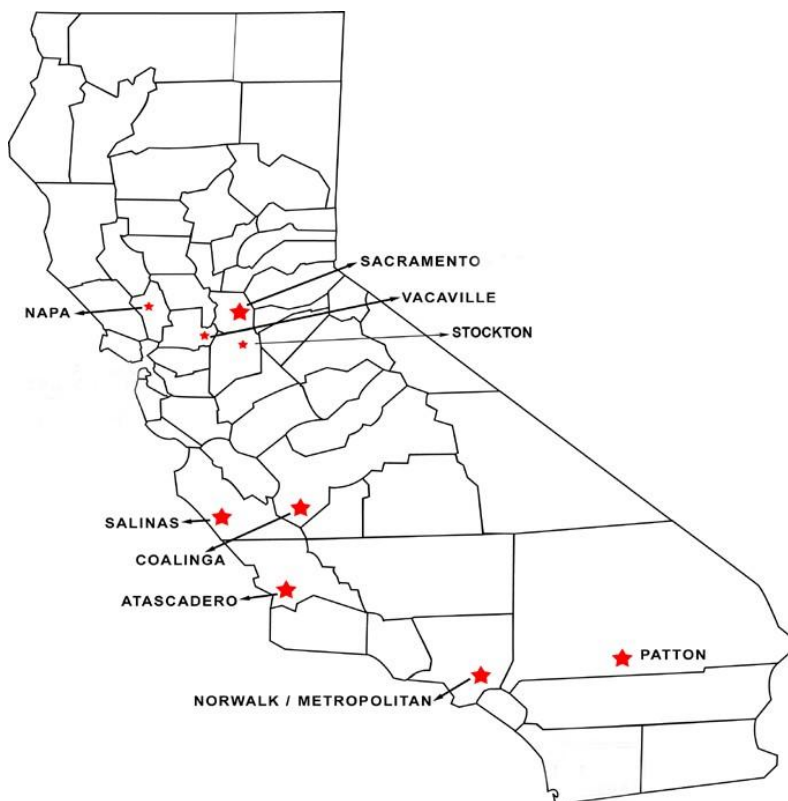 SACRAMENTO
VACAVILLE
NAPA
STOCKTON
SALINAS
COALINGA
ATASCADERO
PATTON
NORWALK / METROPOLITAN